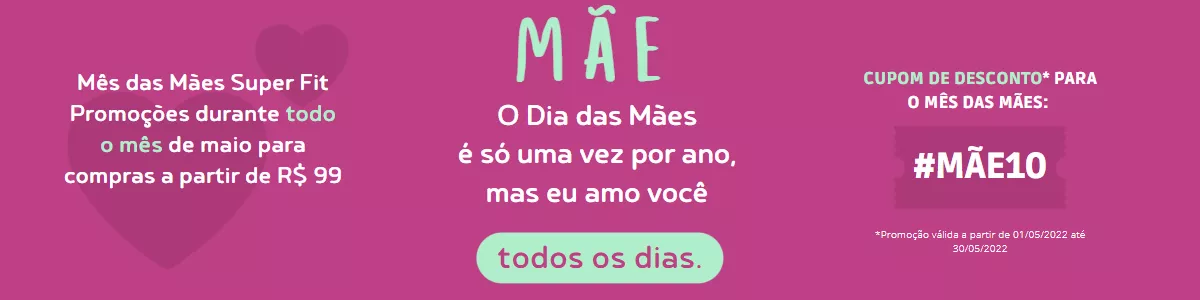 Mês das Mães Super Fit
Promoções durante todo
o mês de maio para
compras a partir de R$ 99
MÃE
O Dia das Mães
é só uma vez por ano,
mas eu amo você
todos os dias.
CUPOM DE DESCONTO* PARA
O MÊS DAS MÃES:
#MÃE10
*Promoção válida a partir de 01/05/2022 até
30/05/2022